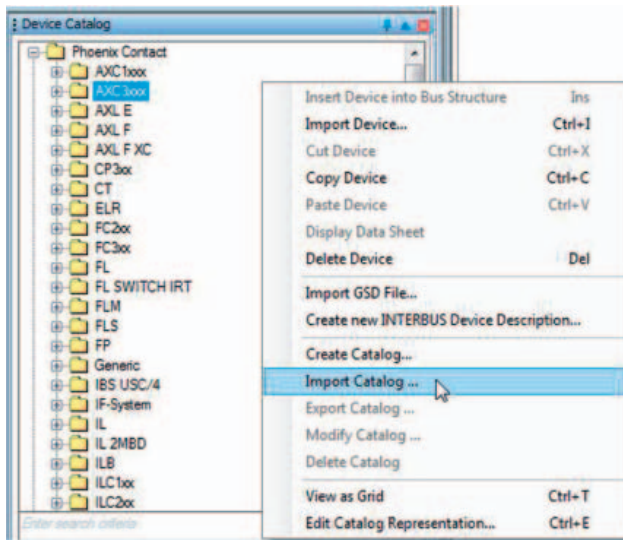 Device Catalog
Phoenix Contact
AXC1xxx
AXC3xxx
AXL E
AXL F
AXL F XC
CP3xx
CT
ELR
FC2xx
FC3xx
FL
FL SWITCH IRT
FLM
FLS
FP
Generic
IBS USC/4
IF-System
IL
IL 2MBD
ILB
ILC1xx
ILC2xx
Enter search criteria
Insert Device into Bus Structure Ins
Import Device... Ctrl+I
Cut Device Ctrl+X
Copy Device Ctrl+C
Paste Device Ctrl+V
Display Data Sheet
Delete Device Del
Import GSD File...
Create new INTERBUS Device Description...
Create Catalog...
Import Catalog ...
Export Catalog ...
Modify Catalog ...
Delete Catalog
View as Grid Ctrl+T
Edit Catalog Representation... Ctrl+E